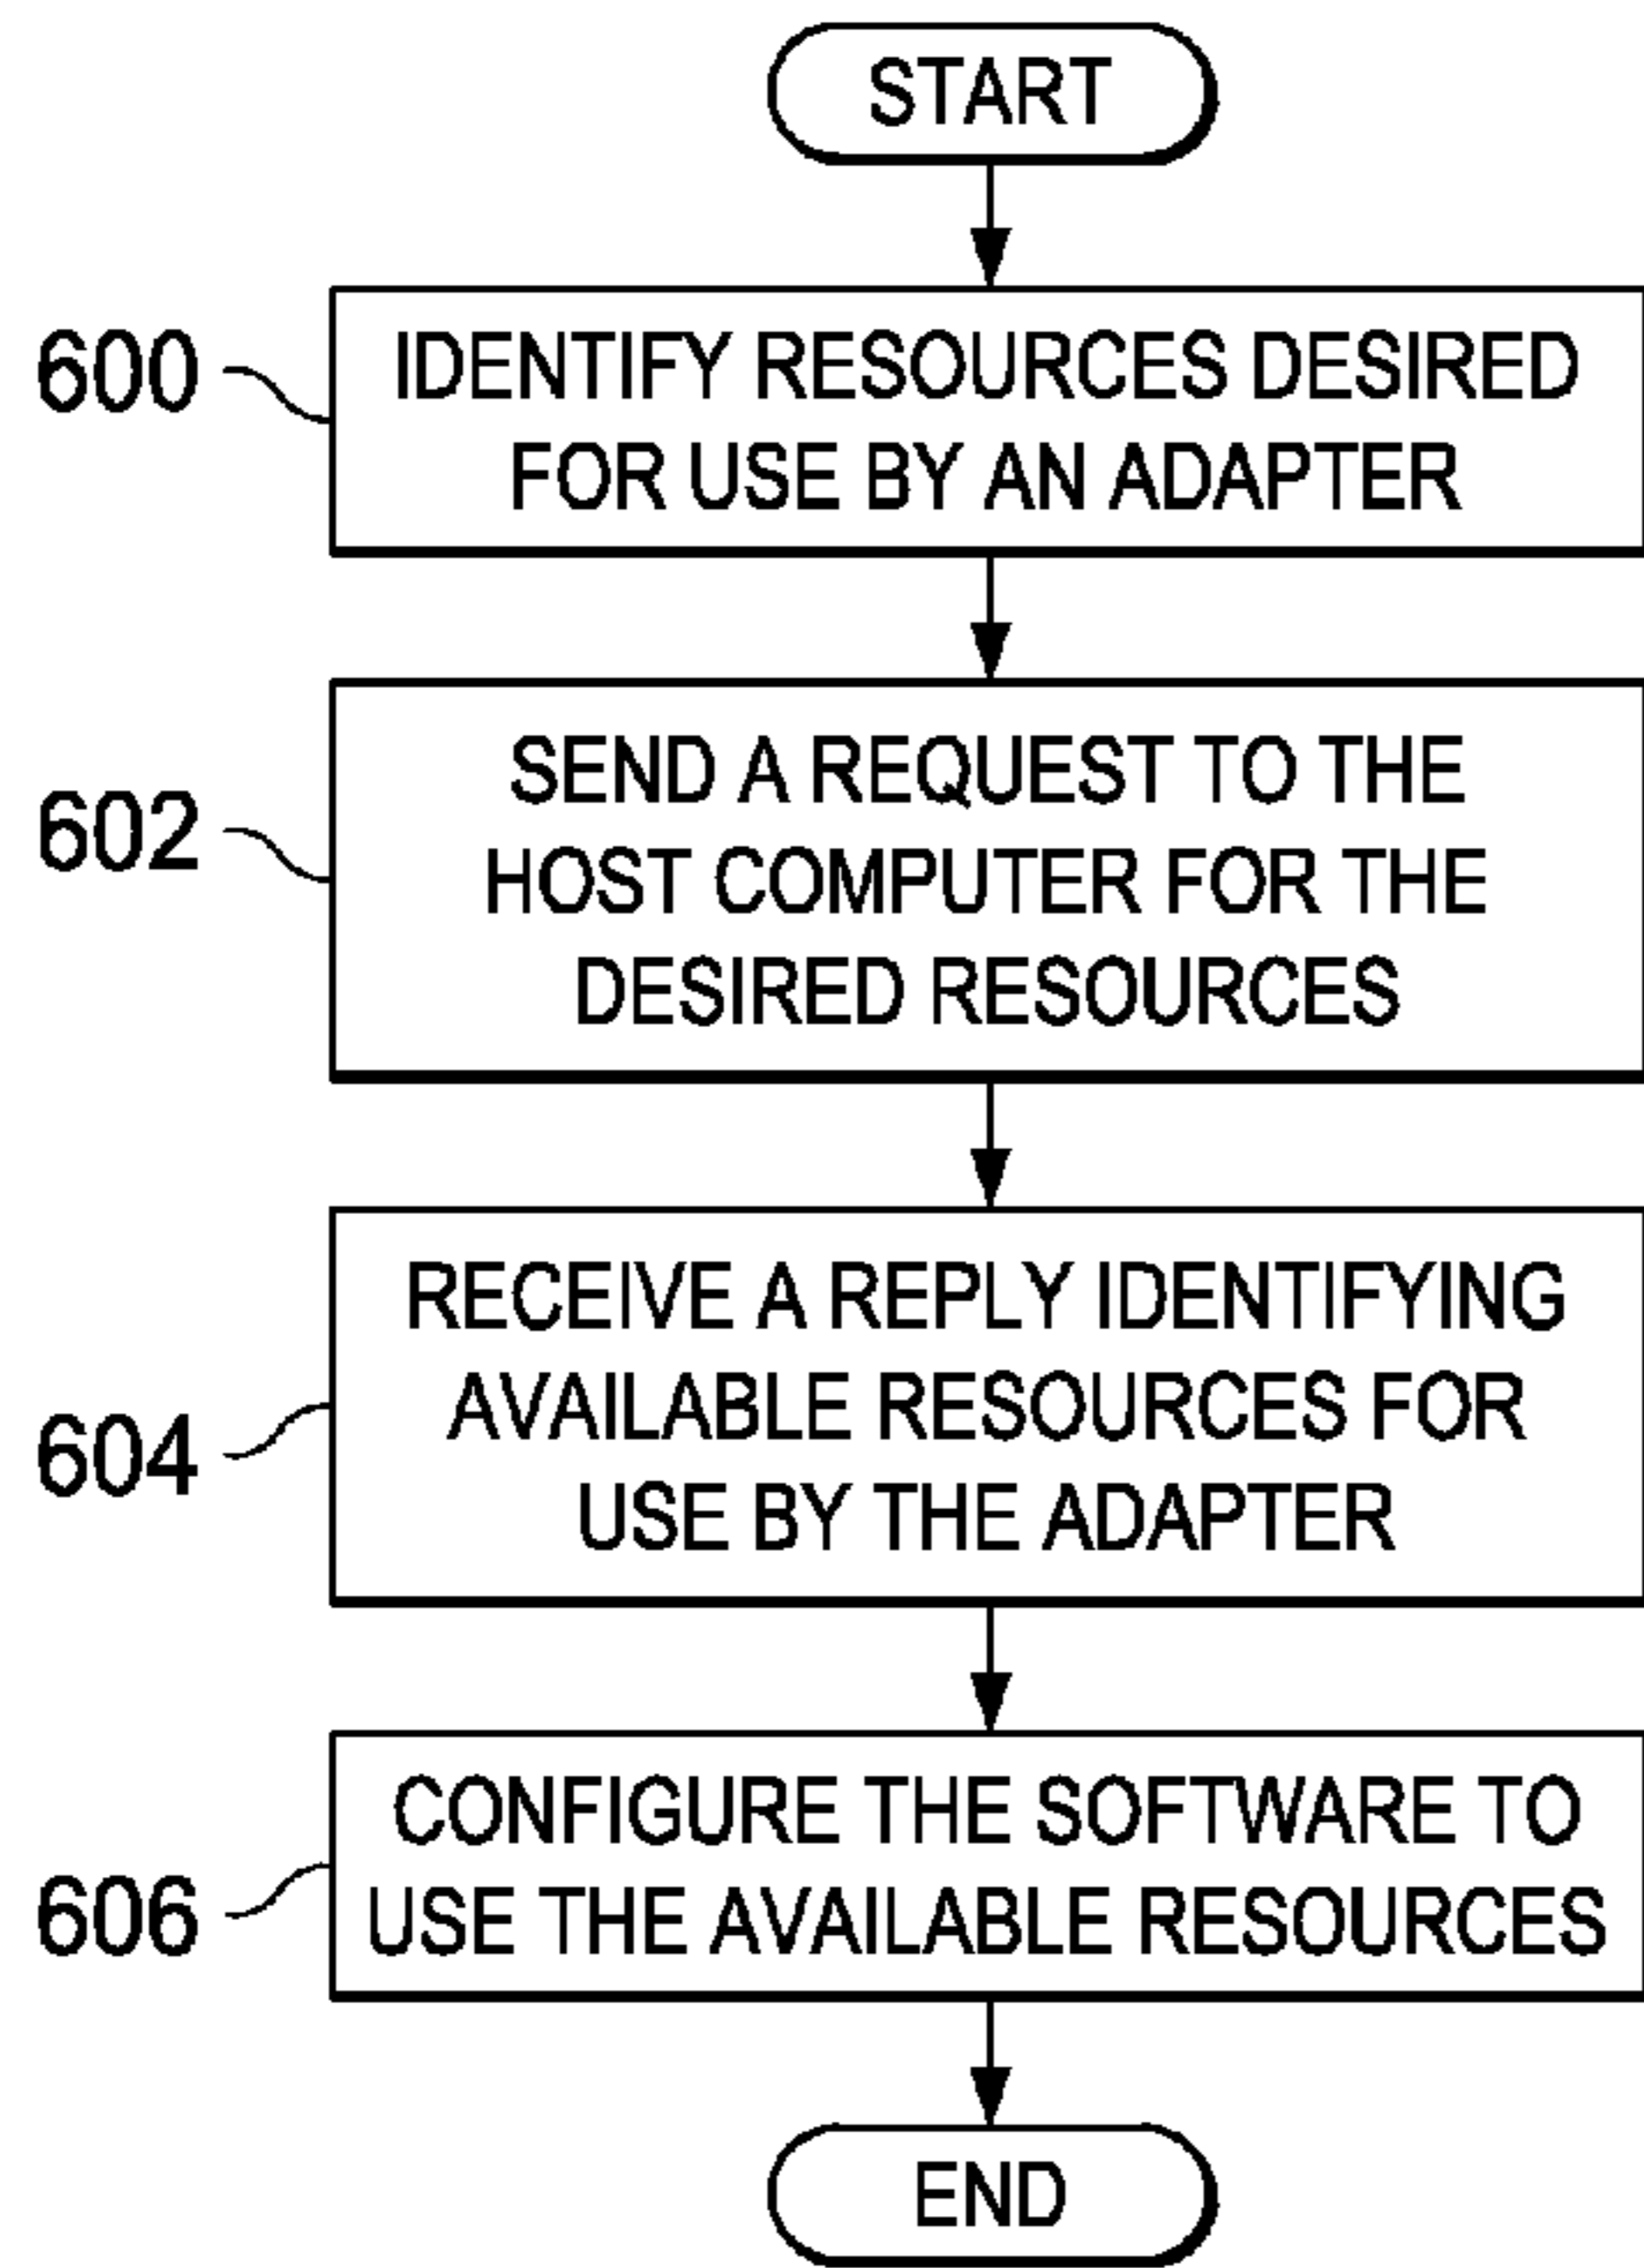 START
600
IDENTIFY RESOURCES DESIRED
FOR USE BY AN ADAPTER
602
SEND A REQUEST TO THE
HOST COMPUTER FOR THE
DESIRED RESOURCES
604
RECEIVE A REPLY IDENTIFYING
AVAILABLE RESOURCES FOR
USE BY THE ADAPTER
606
CONFIGURE THE SOFTWARE TO
USE THE AVAILABLE RESOURCES
END